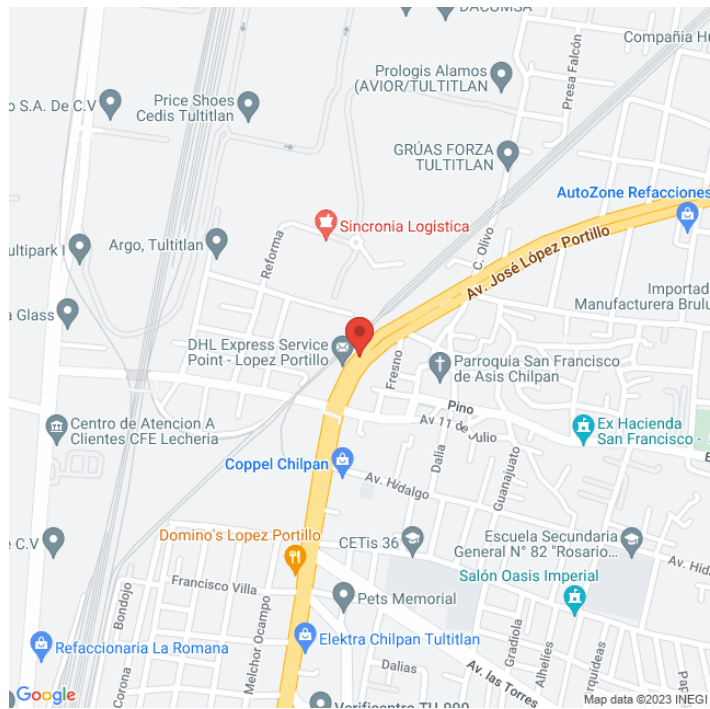 DACOMSA
Compañia Hu
Prologis Alamos
(AVIOR/TULTITLAN
Presa Falcón
o S.A. De C.V
Price Shoes
Cedis Tultitlan
GRÚAS FORZA
TULTITLAN
AutoZone Refacciones
Sincronia Logistica
Reforma
Argo, Tultitlan
ultipark I
C. Olivo
Av. José López Portillo
Importad
Manufacturera Brulu
a Glass
DHL Express Service
Point - Lopez Portillo
Fresno
Parroquia San Francisco
de Asis Chilpan
Pino
Av 11 de Julio
Ex Hacienda
San Francisco -
Centro de Atencion A
Clientes CFE Lecheria
Coppel Chilpan
Dalia
Guanajuato
Av. Hidalgo
e C.V
Domino's Lopez Portillo
CETis 36
Escuela Secundaria
General N° 82 "Rosario...
Av. Hida
Salón Oasis Imperial
Francisco Villa
Bondojo
Pets Memorial
Melchor Ocampo
Elektra Chilpan Tultitlan
Refaccionaria La Romana
Gradiola
Alhelies
Corona
Dalias
Av. las Torres
Google
Map data ©2023 INEGI